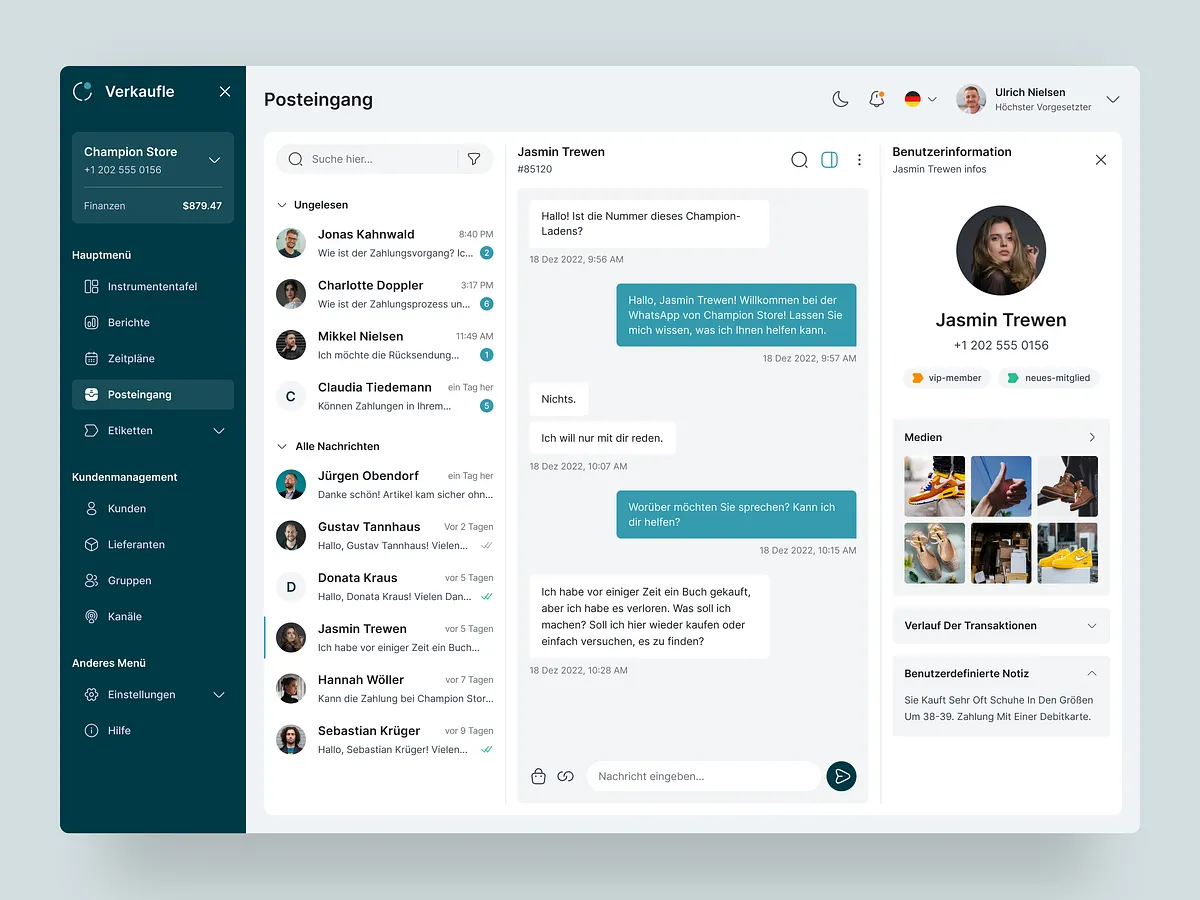 Verkaufle
Champion Store
+1 202 555 0156
Finanzen $879.47
Hauptmenü
Instrumententafel
Berichte
Zeitpläne
Posteingang
Etiketten
Kundenmanagement
Kunden
Lieferanten
Gruppen
Kanäle
Anderes Menü
Einstellungen
Hilfe
Posteingang
Ulrich Nielsen
Höchster Vorgesetzter
Suche hier...
Ungelesen
Jonas Kahnwald 8:40 PM
Wie ist der Zahlungsvorgang? Ic... 2
Charlotte Doppler 3:17 PM
Wie ist der Zahlungsprozess un... 6
Mikkel Nielsen 11:49 AM
Ich möchte die Rücksendung... 1
C
Claudia Tiedemann ein Tag her
Können Zahlungen in Ihrem... 5
Alle Nachrichten
Jürgen Obendorf ein Tag her
Danke schön! Artikel kam sicher ohn...
Gustav Tannhaus Vor 2 Tagen
Hallo, Gustav Tannhaus! Vielen...
D
Donata Kraus vor 5 Tagen
Hallo, Donata Kraus! Vielen Dan...
Jasmin Trewen vor 5 Tagen
Ich habe vor einiger Zeit ein Buch...
Hannah Wöller vor 7 Tagen
Kann die Zahlung bei Champion Stor...
Sebastian Krüger vor 9 Tagen
Hallo, Sebastian Krüger! Vielen...
Jasmin Trewen
#85120
Hallo! Ist die Nummer dieses Champion-
Ladens?
18 Dez 2022, 9:56 AM
Hallo, Jasmin Trewen! Willkommen bei der
WhatsApp von Champion Store! Lassen Sie
mich wissen, was ich Ihnen helfen kann.
18 Dez 2022, 9:57 AM
Nichts.
Ich will nur mit dir reden.
18 Dez 2022, 10:07 AM
Worüber möchten Sie sprechen? Kann ich
dir helfen?
18 Dez 2022, 10:15 AM
Ich habe vor einiger Zeit ein Buch gekauft,
aber ich habe es verloren. Was soll ich
machen? Soll ich hier wieder kaufen oder
einfach versuchen, es zu finden?
18 Dez 2022, 10:28 AM
Nachricht eingeben...
Benutzerinformation
Jasmin Trewen infos
Jasmin Trewen
+1 202 555 0156
vip-member
neues-mitglied
Medien
Verlauf Der Transaktionen
Benutzerdefinierte Notiz
Sie Kauft Sehr Oft Schuhe In Den Größen
Um 38-39. Zahlung Mit Einer Debitkarte.